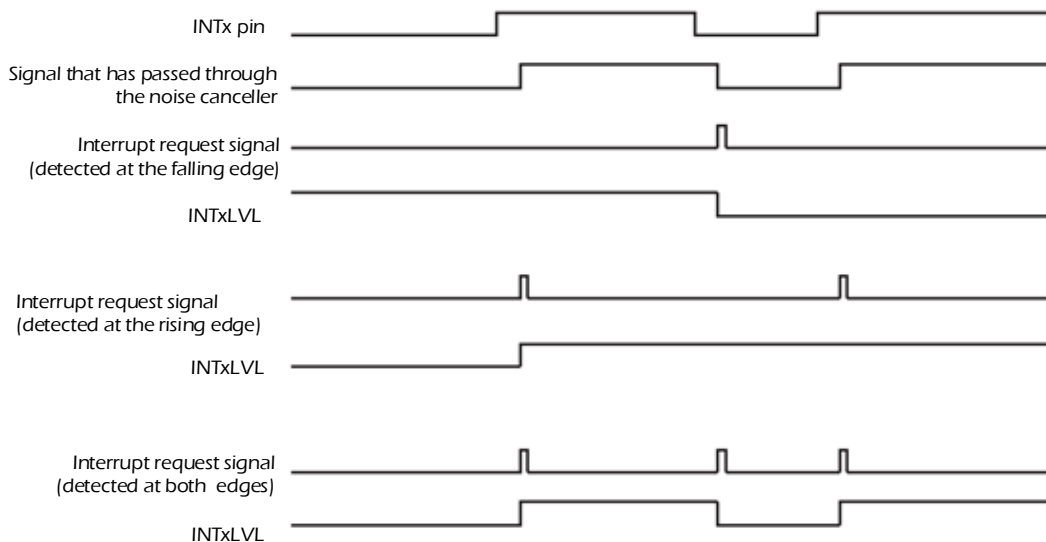 INTx pin
Signal that has passed through
the noise canceller
Interrupt request signal
(detected at the falling edge)
INTxLVL
Interrupt request signal
(detected at the rising edge)
INTxLVL
Interrupt request signal
(detected at both edges)
INTxLVL